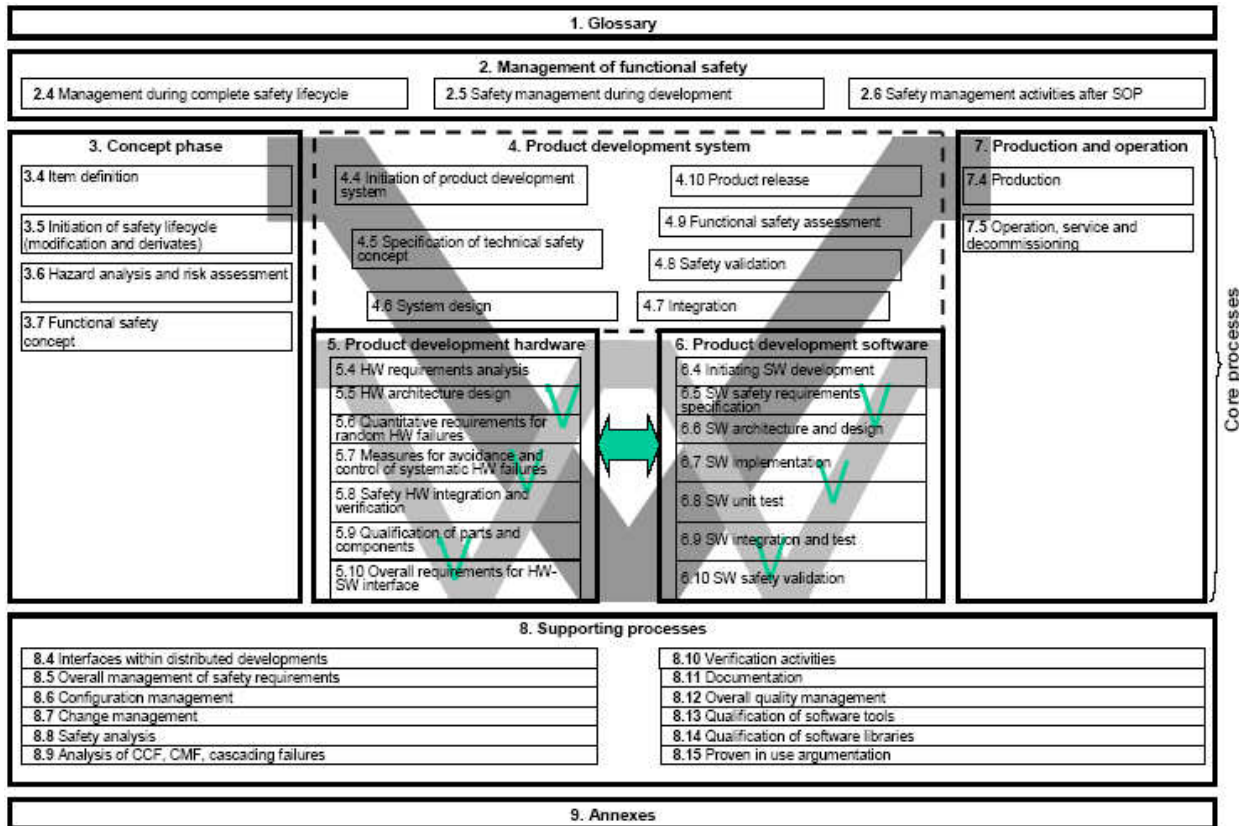 1. Glossary
2. Management of functional safety
2.4 Management during complete safety lifecycle
2.5 Safety management during development
2.6 Safety management activities after SOP
3. Concept phase
3.4 Item definition
3.5 Initiation of safety lifecycle
(modification and derivates)
3.6 Hazard analysis and risk assessment
3.7 Functional safety
concept
4. Product development system
4.4 Initiation of product development
system
4.5 Specification of technical safety
concept
4.6 System design
4.10 Product release
4.9 Functional safety assessment
4.8 Safety validation
4.7 Integration
5. Product development hardware
5.4 HW requirements analysis
5.5 HW architecture design
5.6 Quantitative requirements for
random HW failures
5.7 Measures for avoidance and
control of systematic HW failures
5.8 Safety HW integration and
verification
5.9 Qualification of parts and
components
5.10 Overall requirements for HW-
SW interface
6. Product development software
6.4 Initiating SW development
6.5 SW safety requirements
specification
6.6 SW architecture and design
6.7 SW implementation
6.8 SW unit test
6.9 SW integration and test
6.10 SW safety validation
7. Production and operation
7.4 Production
7.5 Operation, service and
decommissioning
Core processes
8. Supporting processes
8.4 Interfaces within distributed developments
8.5 Overall management of safety requirements
8.6 Configuration management
8.7 Change management
8.8 Safety analysis
8.9 Analysis of CCF, CMF, cascading failures
8.10 Verification activities
8.11 Documentation
8.12 Overall quality management
8.13 Qualification of software tools
8.14 Qualification of software libraries
8.15 Proven in use argumentation
9. Annexes